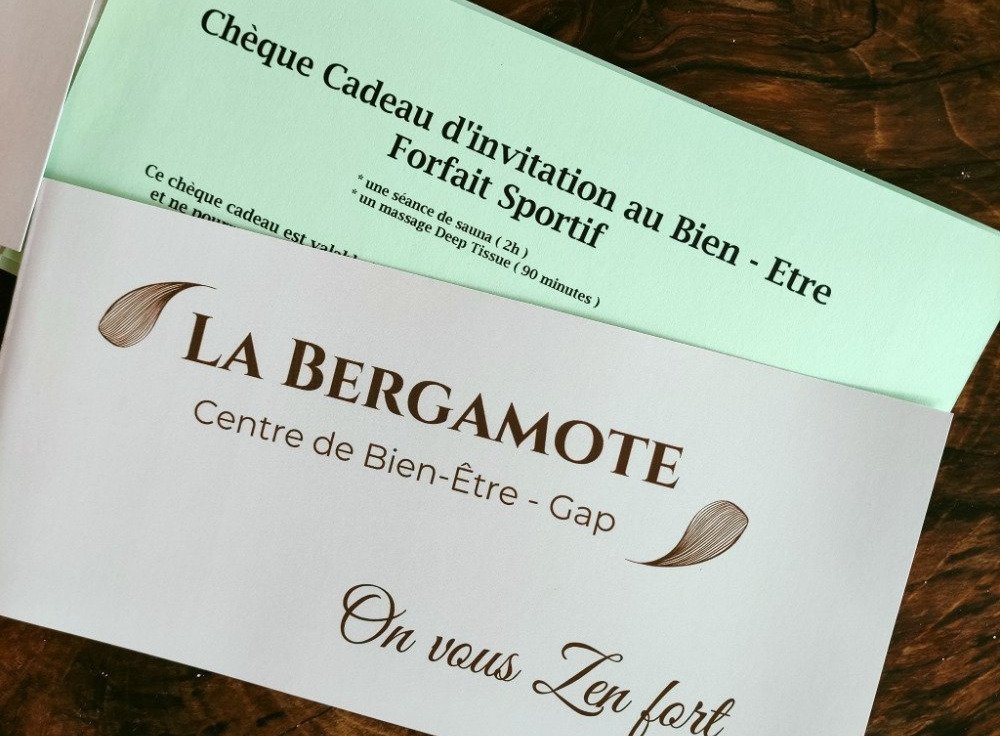 Chèque Cadeau d'invitation au Bien - Etre
Forfait Sportif
* une séance de sauna ( 2h )
* un massage Deep Tissue ( 90 minutes )
Ce chèque cadeau est
et ne
LA BERGAMOTE
Centre de Bien-Être - Gap
On vous Zen fort